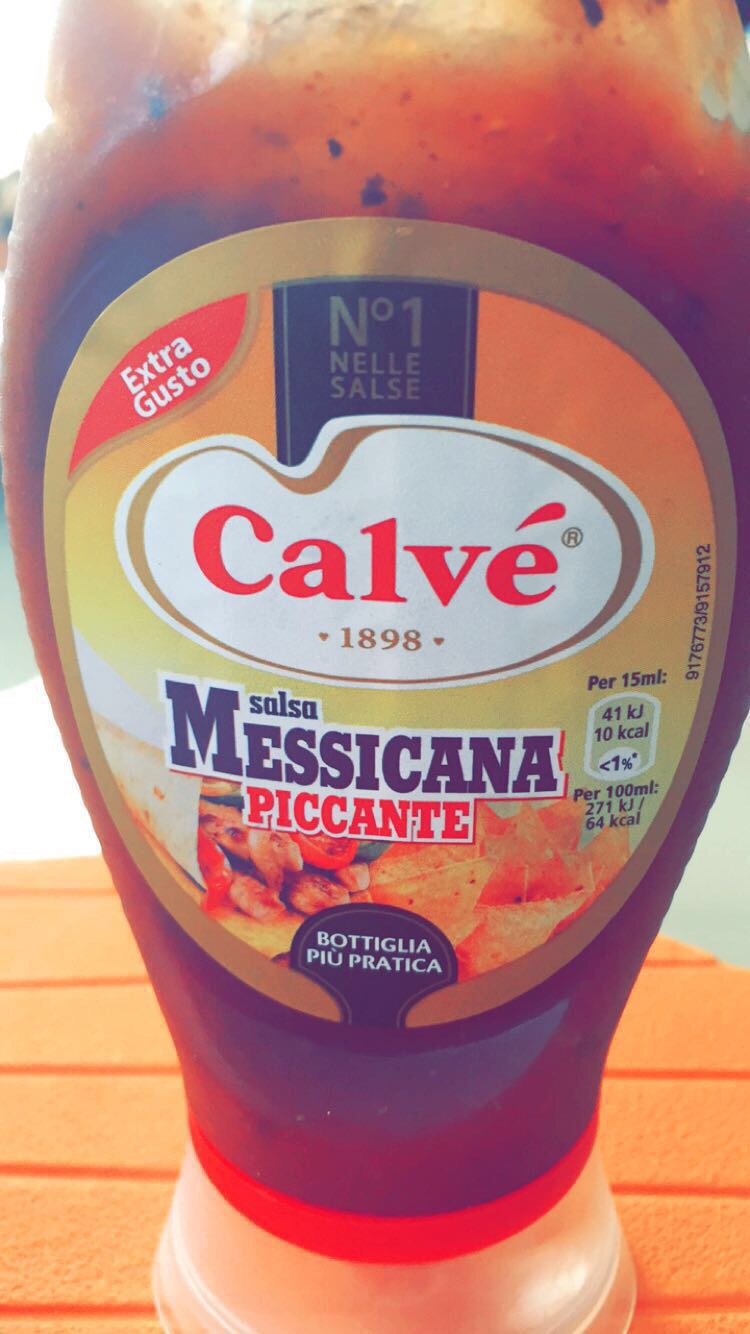 Extra
Gusto
Nº1
NELLE
SALSE
Calvé®
• 1898 •
salsa
MESSICANA
PICCANTE
Per 15ml:
41 kJ
10 kcal
<1%*
Per 100ml:
271 kJ /
64 kcal
9176773/9157912
BOTTIGLIA
PIÙ PRATICA